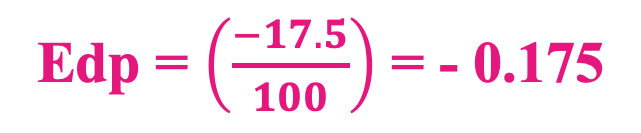 Edp = (−17.5/100) = - 0.175